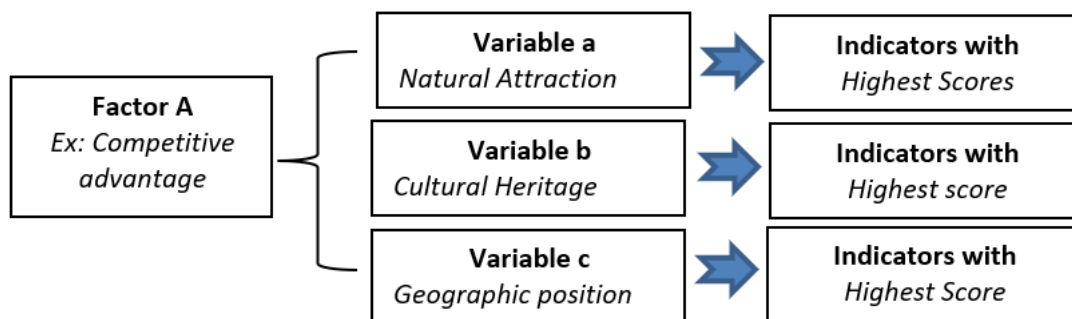 Factor A
Ex: Competitive
advantage
Variable a
Natural Attraction
Indicators with
Highest Scores
Variable b
Cultural Heritage
Indicators with
Highest score
Variable c
Geographic position
Indicators with
Highest Score